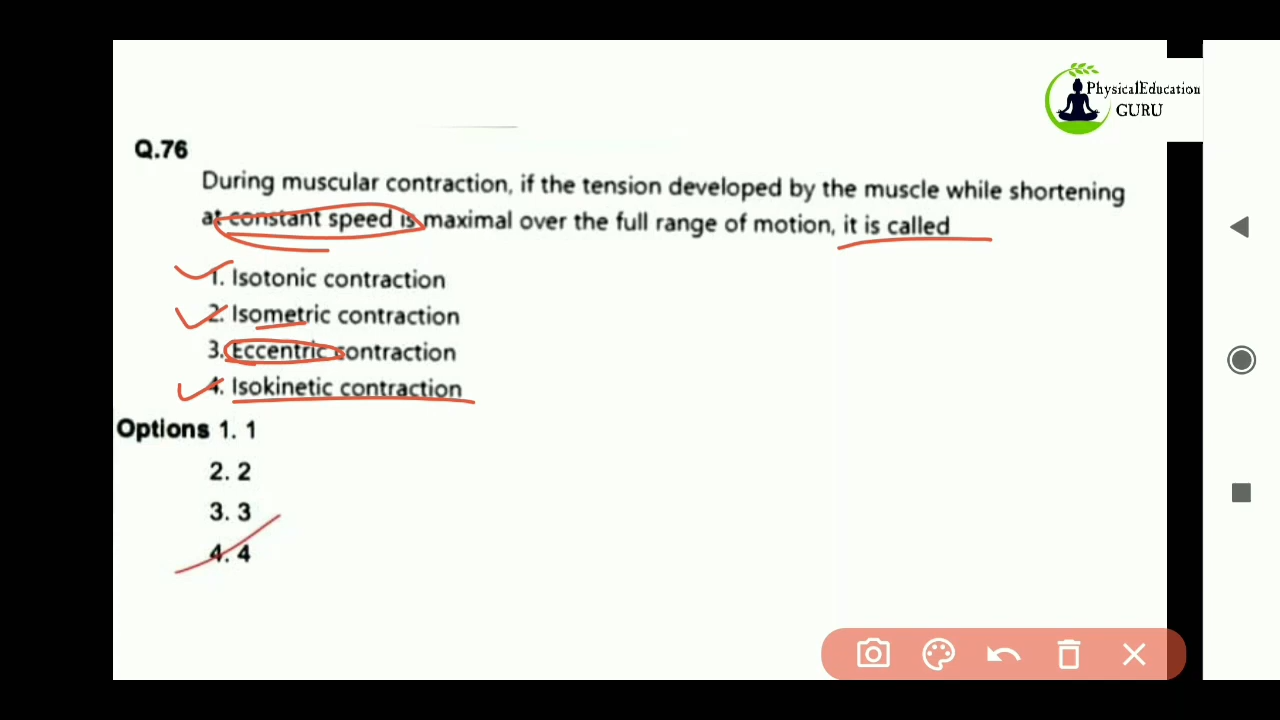 PhysicalEducation
GURU
Q.76
During muscular contraction, if the tension developed by the muscle while shortening
at constant speed is maximal over the full range of motion, it is called
1. Isotonic contraction
2. Isometric contraction
3. Eccentric contraction
4. Isokinetic contraction
Options 1. 1
2. 2
3. 3
4. 4